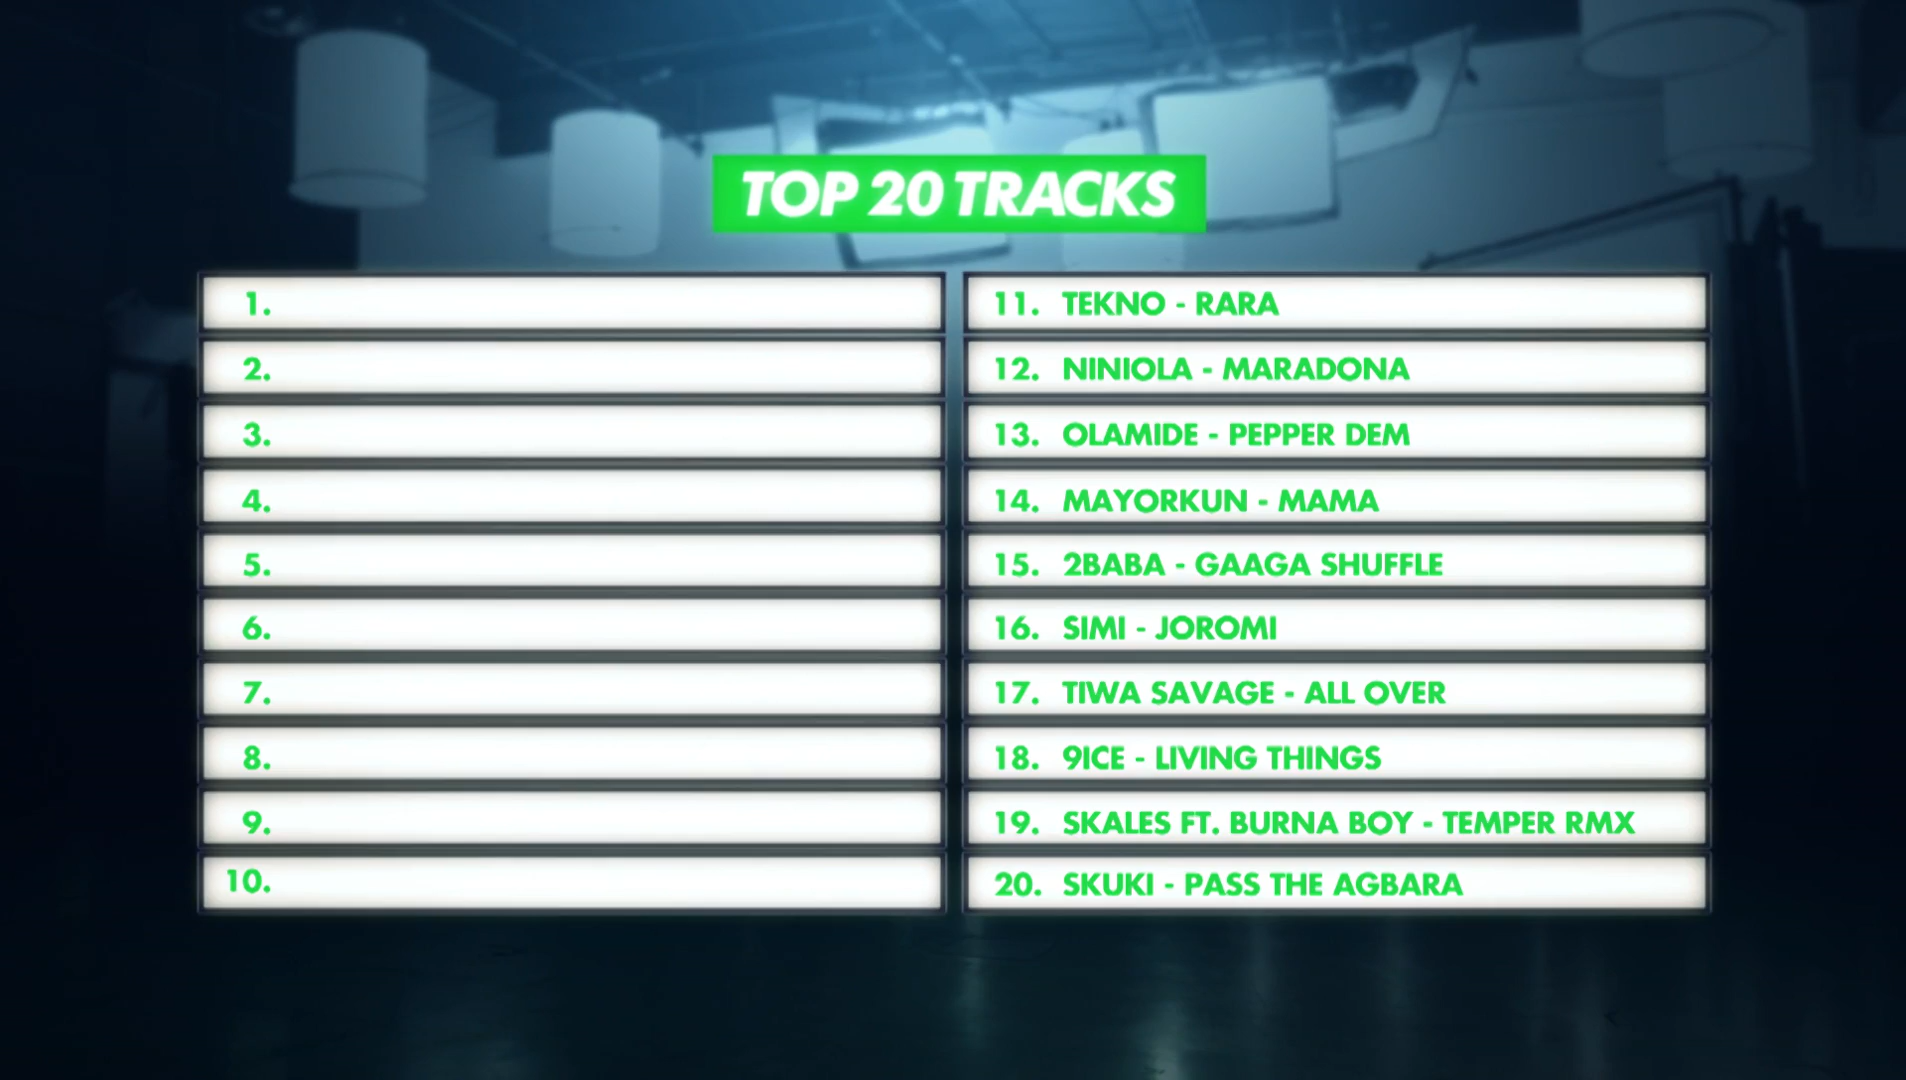 TOP 20 TRACKS
1.
2.
3.
4.
5.
6.
7.
8.
9.
10.
11. TEKNO - RARA
12. NINIOLA - MARADONA
13. OLAMIDE - PEPPER DEM
14. MAYORKUN - MAMA
15. 2BABA - GAAGA SHUFFLE
16. SIMI - JOROMI
17. TIWA SAVAGE - ALL OVER
18. 9ICE - LIVING THINGS
19. SKALES FT. BURNA BOY - TEMPER RMX
20. SKUKI - PASS THE AGBARA